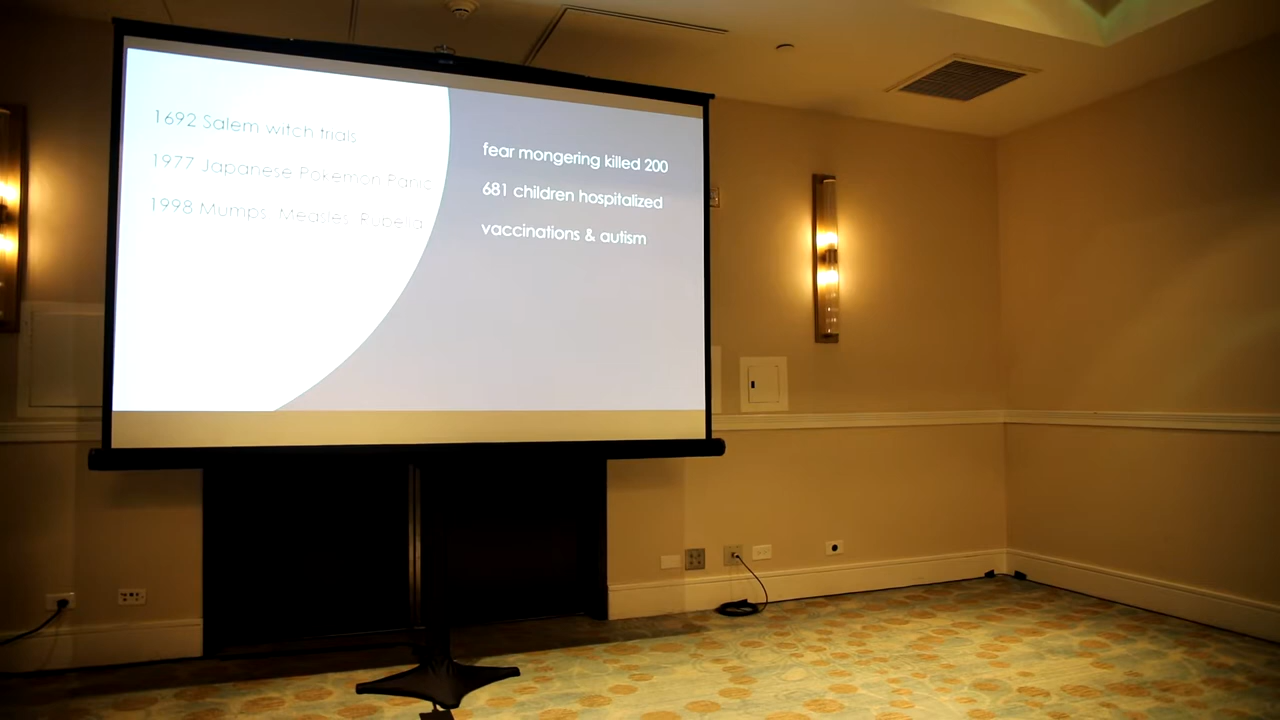 1692 Salem witch trials
fear mongering killed 200
1977 Japanese Pokemon Panic
681 children hospitalized
1998 Mumps, Measles, Rubella
vaccinations & autism